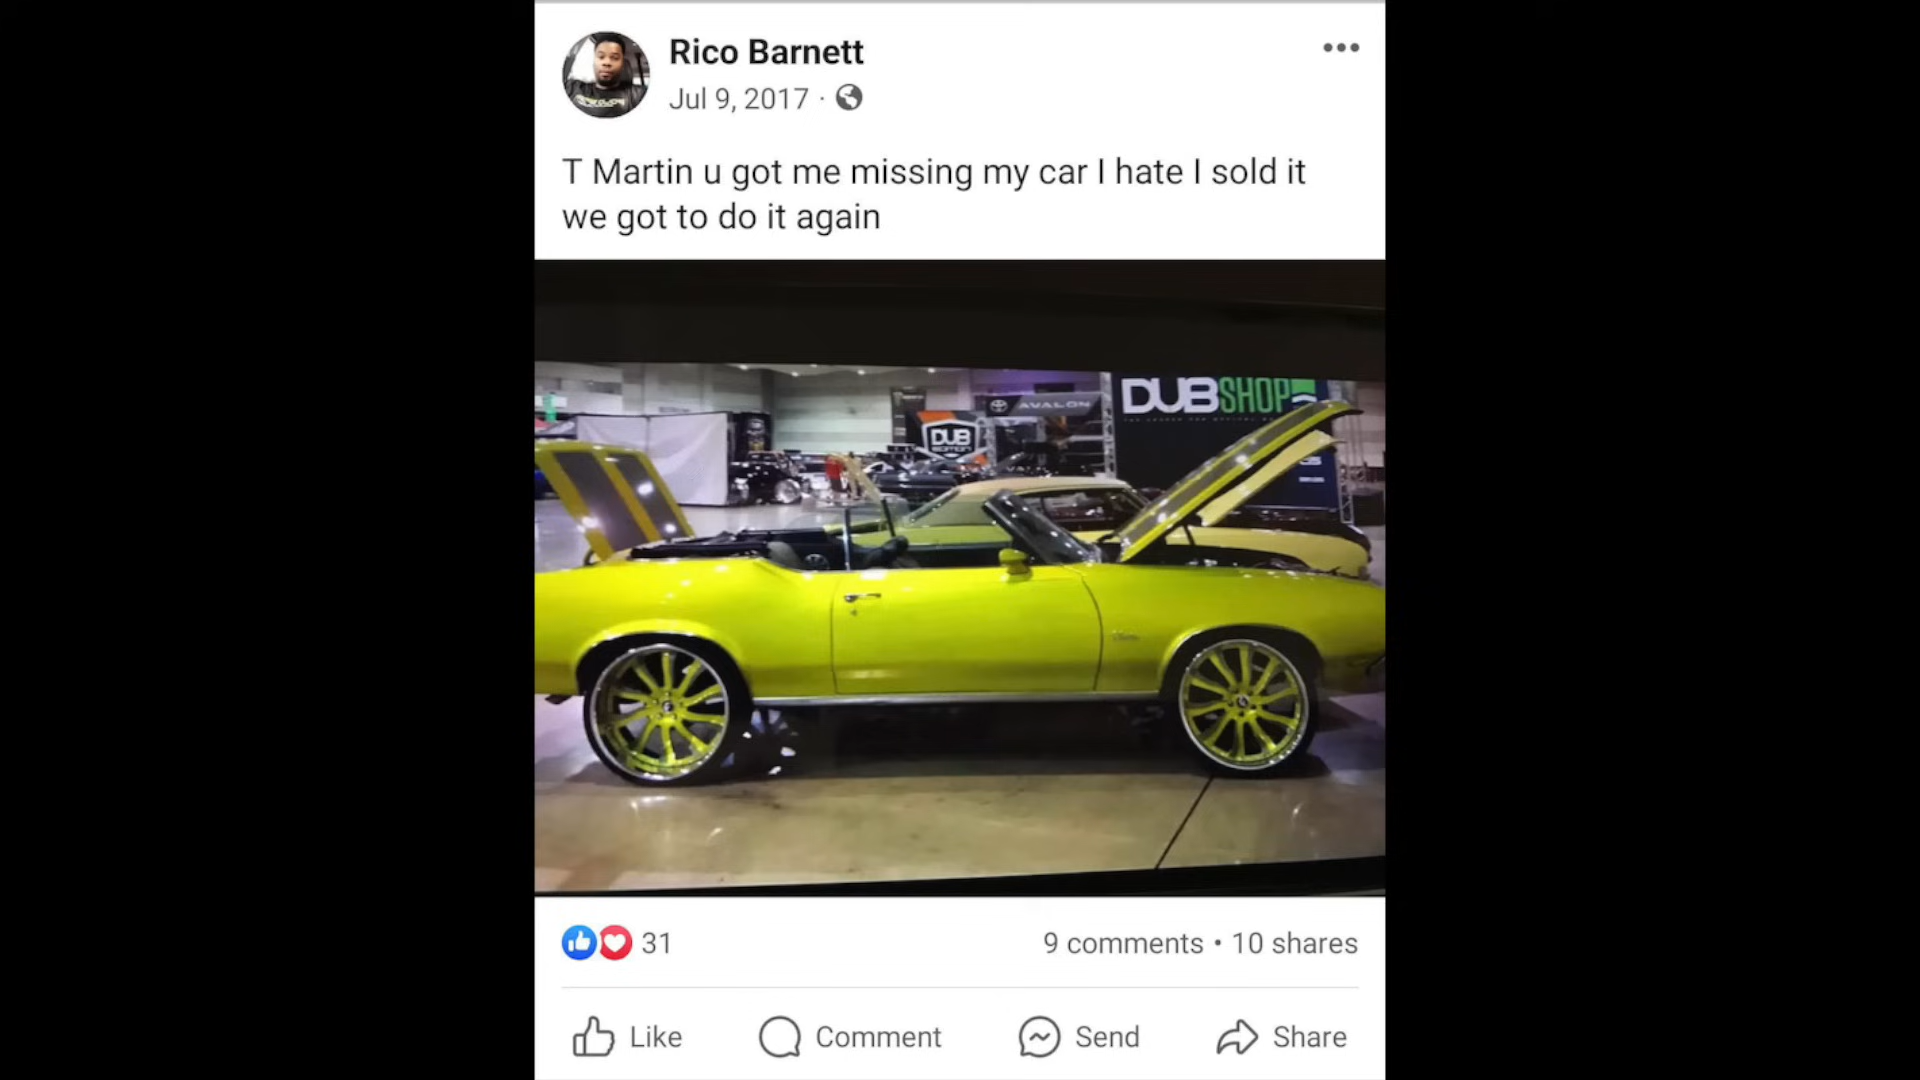 Rico Barnett
Jul 9, 2017 ·
T Martin u got me missing my car I hate I sold it
we got to do it again
DUBSHOP
AVALON
DUB
EDITION
31
9 comments • 10 shares
Like
Comment
Send
Share